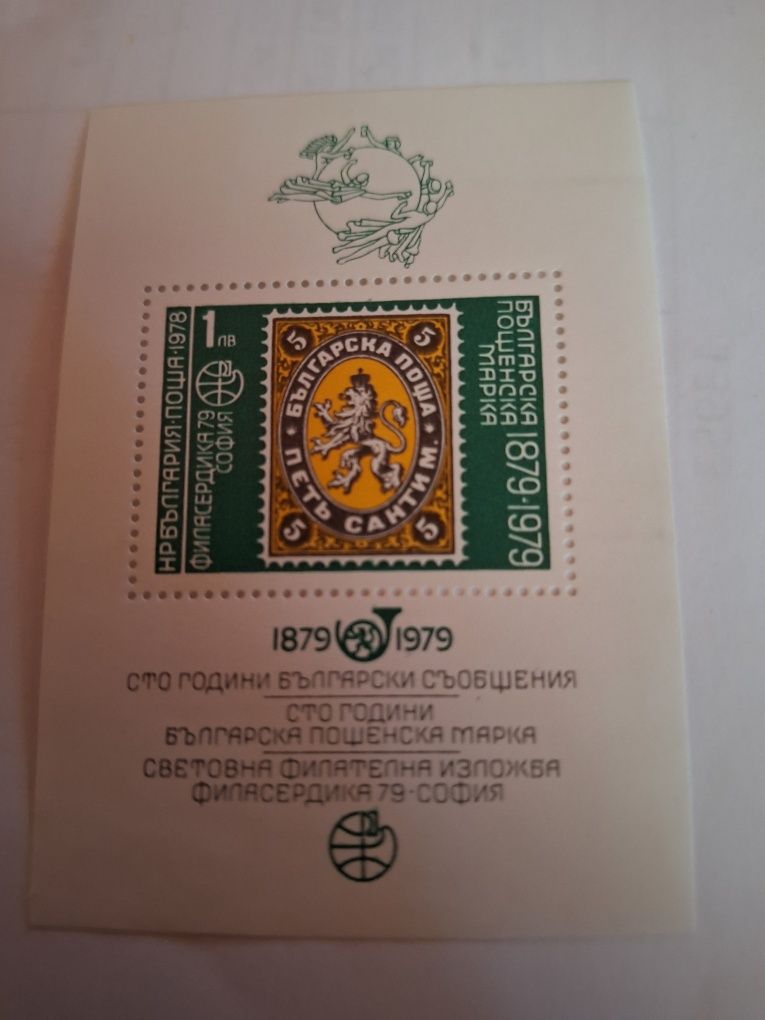 НРБЪЛГАРИЯ·ПОЩА·1978
ФИЛАСЕРДИКА 79
СОФИЯ
1 ЛВ
5 5
БЪЛГАРСКА ПОЩА
ПЕТЬ САНТИМ.
5 5
БЪЛГАРСКА
ПОЩЕНСКА
МАРКА
1879·1979
1879 1979
СТО ГОДИНИ БЪЛГАРСКИ СЪОБЩЕНИЯ
СТО ГОДИНИ
БЪЛГАРСКА ПОЩЕНСКА МАРКА
СВЕТОВНА ФИЛАТЕЛНА ИЗЛОЖБА
ФИЛАСЕРДИКА 79·СОФИЯ